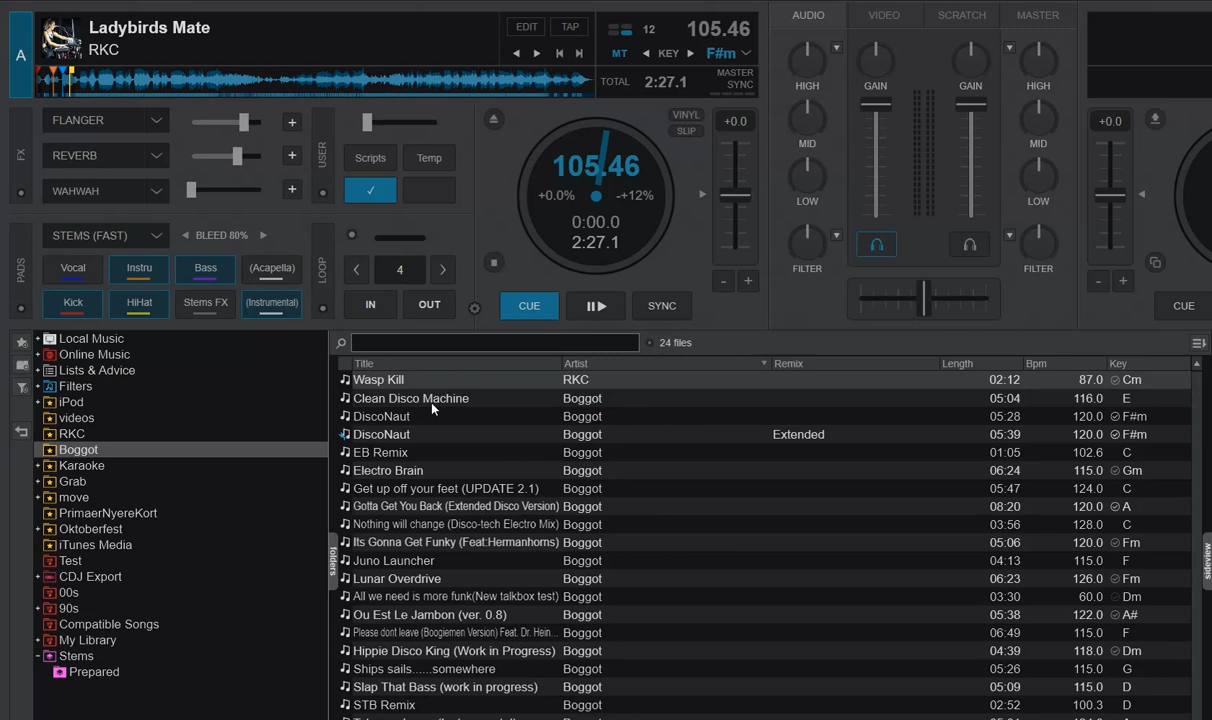 A
Ladybirds Mate
RKC
EDIT TAP
12 105.46
MT KEY F#m
TOTAL 2:27.1 MASTER SYNC
AUDIO VIDEO SCRATCH MASTER
HIGH GAIN GAIN HIGH
MID MID
LOW LOW
FILTER FILTER
FX
FLANGER +
REVERB +
WAHWAH +
USER
Scripts Temp
✓
VINYL
SLIP
+0.0
105.46
+0.0% -+12%
0:00.0
2:27.1
- +
+0.0
- +
PADS
STEMS (FAST) BLEED 80%
Vocal Instru Bass (Acapella)
Kick HiHat Stems FX (Instrumental)
LOOP
4
IN OUT
CUE SYNC
CUE
24 files
Title Artist Remix Length Bpm Key
Local Music
Online Music
Lists & Advice
Filters
iPod
videos
RKC
Boggot
Karaoke
Grab
move
PrimaerNyereKort
Oktoberfest
iTunes Media
Test
CDJ Export
00s
90s
Compatible Songs
My Library
Stems
Prepared
folders
sideview
Wasp Kill RKC 02:12 87.0 Cm
Clean Disco Machine Boggot 05:04 116.0 E
DiscoNaut Boggot 05:28 120.0 F#m
DiscoNaut Boggot Extended 05:39 120.0 F#m
EB Remix Boggot 01:05 102.6 C
Electro Brain Boggot 06:24 115.0 Gm
Get up off your feet (UPDATE 2.1) Boggot 05:47 124.0 C
Gotta Get You Back (Extended Disco Version) Boggot 08:20 120.0 A
Nothing will change (Disco-tech Electro Mix) Boggot 03:56 128.0 C
Its Gonna Get Funky (Feat:Hermanhorns) Boggot 05:06 120.0 Fm
Juno Launcher Boggot 04:13 115.0 F
Lunar Overdrive Boggot 06:23 126.0 Fm
All we need is more funk(New talkbox test) Boggot 03:30 60.0 Dm
Ou Est Le Jambon (ver. 0.8) Boggot 05:38 122.0 A#
Please dont leave (Boogiemen Version) Feat. Dr. Hein... Boggot 06:49 115.0 F
Hippie Disco King (Work in Progress) Boggot 04:39 118.0 Dm
Ships sails......somewhere Boggot 05:26 115.0 G
Slap That Bass (work in progress) Boggot 05:09 115.0 D
STB Remix Boggot 02:52 100.3 D